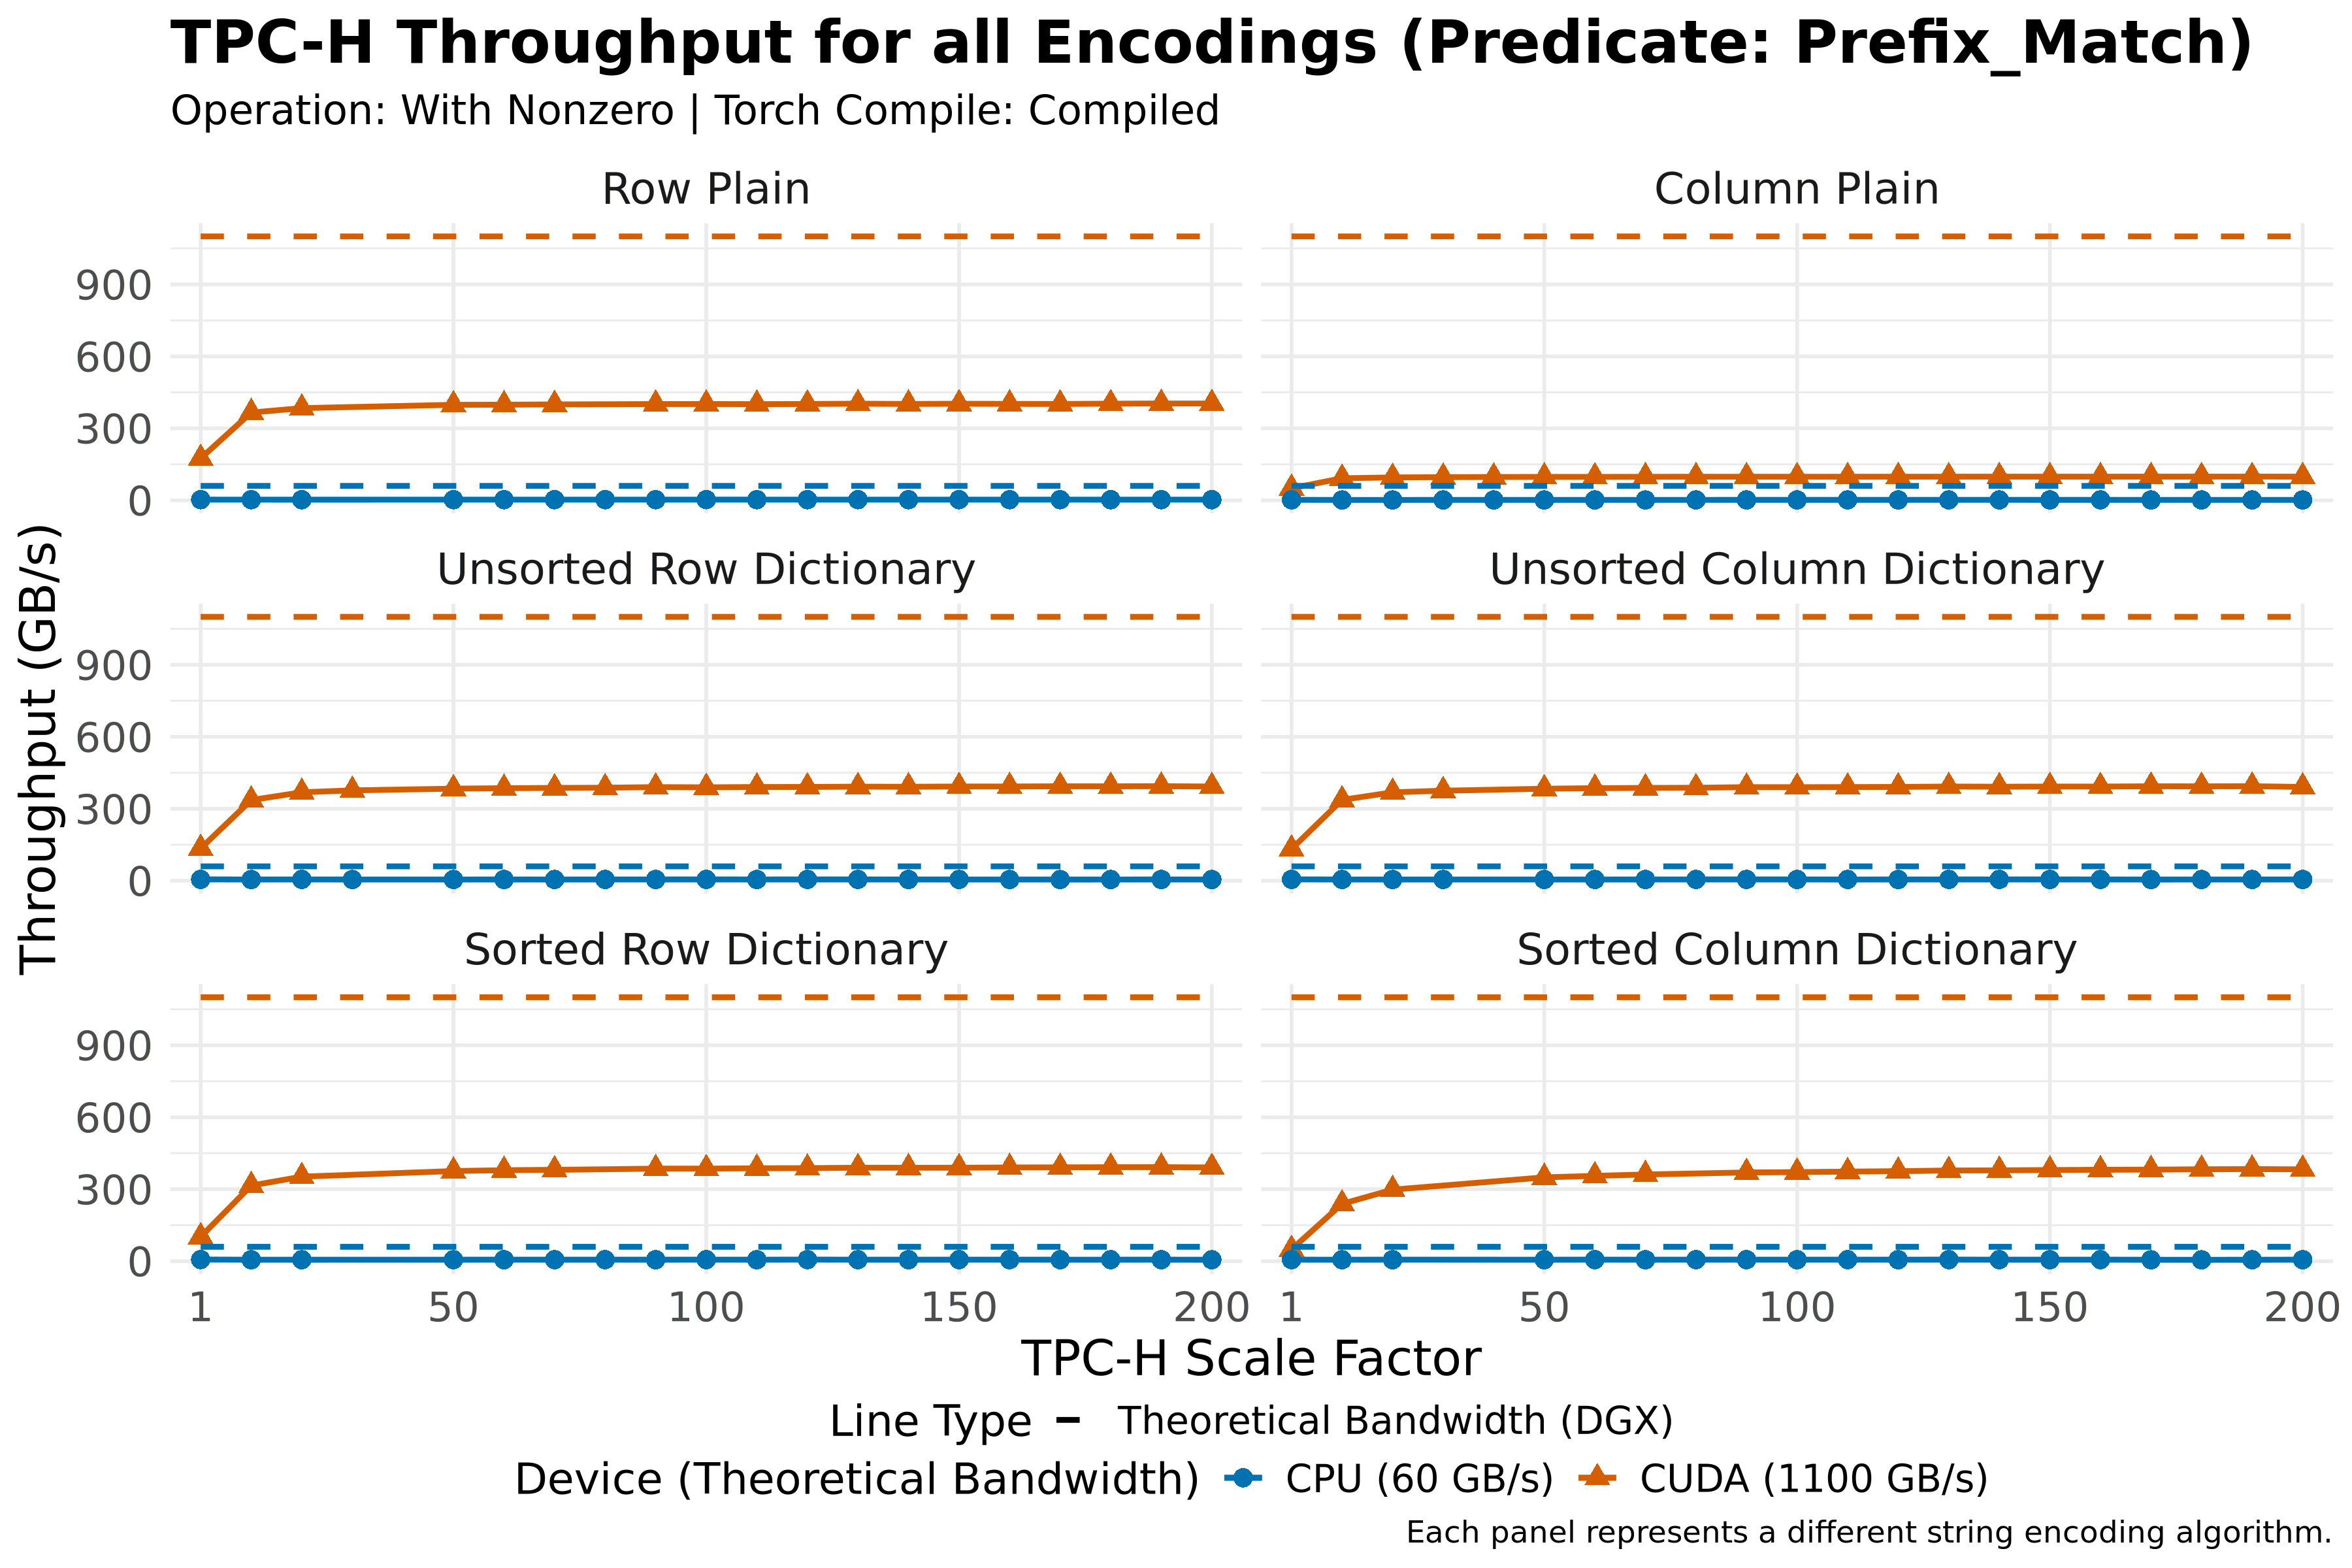 TPC-H Throughput for all Encodings (Predicate: Prefix_Match)
Operation: With Nonzero | Torch Compile: Compiled
Row Plain
Column Plain
900
600
300
0
Unsorted Row Dictionary
Unsorted Column Dictionary
900
600
300
0
Sorted Row Dictionary
Sorted Column Dictionary
900
600
300
0
Throughput (GB/s)
1 50 100 150 200
1 50 100 150 200
TPC-H Scale Factor
Line Type Theoretical Bandwidth (DGX)
Device (Theoretical Bandwidth) CPU (60 GB/s) CUDA (1100 GB/s)
Each panel represents a different string encoding algorithm.